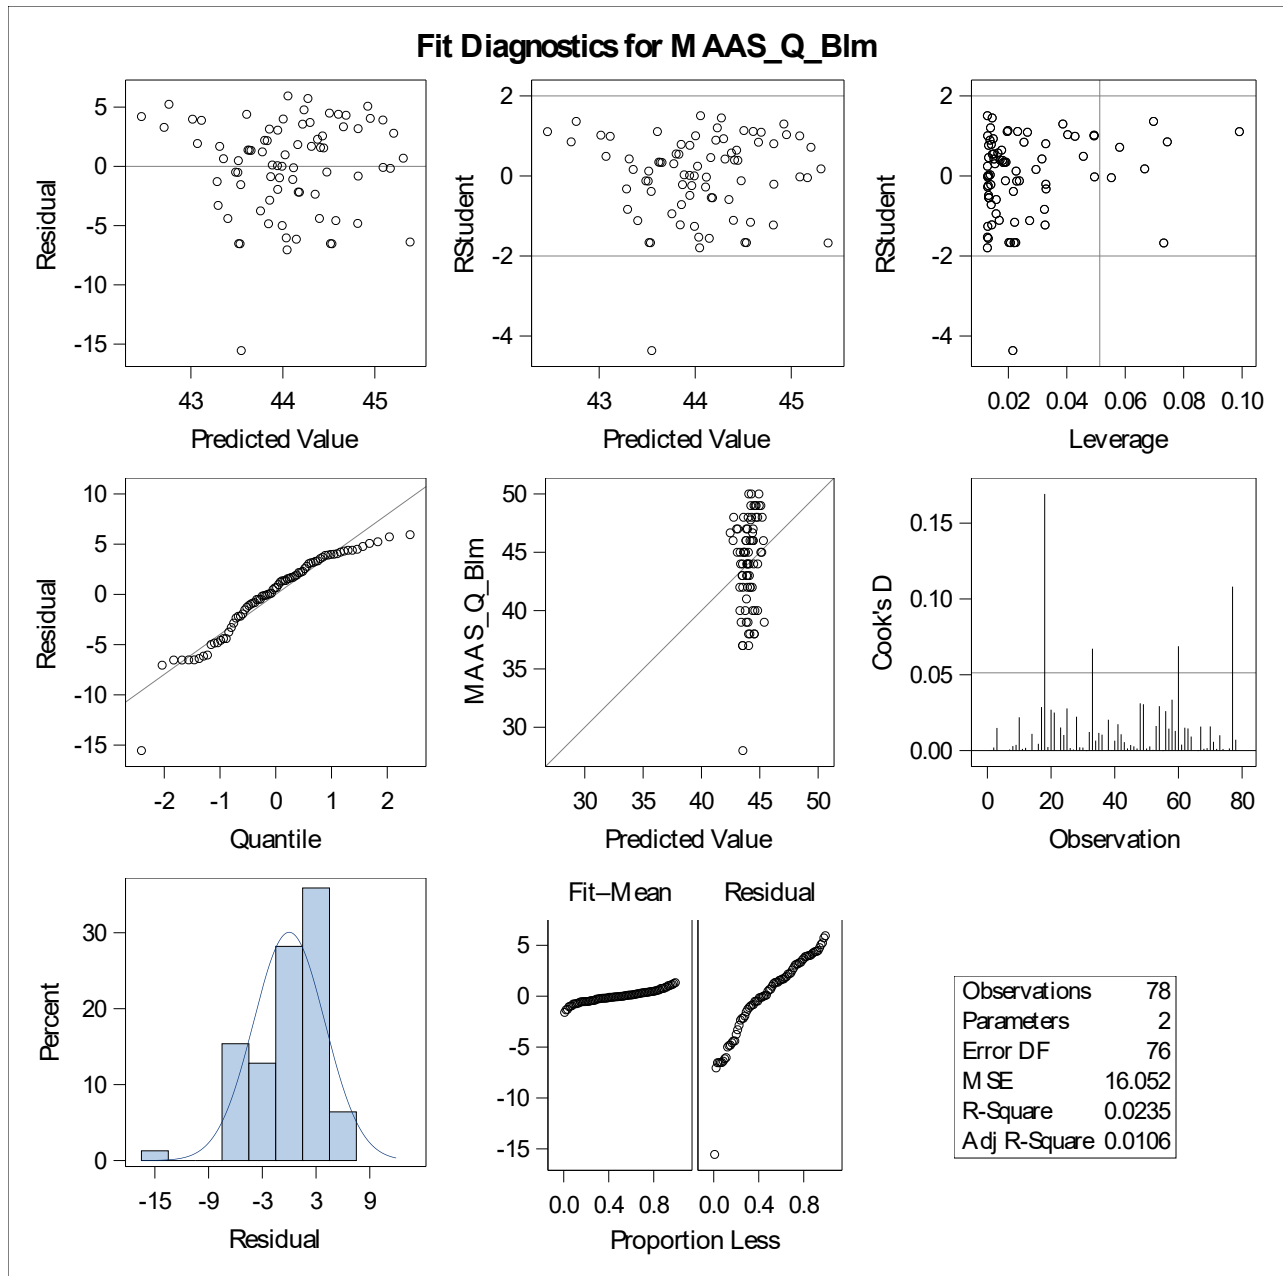 Fit Diagnostics for MAAS_Q_Blm
5
0
-5
-10
-15
Residual
43 44 45
Predicted Value
2
0
-2
-4
RStudent
43 44 45
Predicted Value
2
0
-2
-4
RStudent
0.02 0.04 0.06 0.08 0.10
Leverage
10
5
0
-5
-10
-15
Residual
-2 -1 0 1 2
Quantile
50
45
40
35
30
MAAS_Q_Blm
30 35 40 45 50
Predicted Value
0.15
0.10
0.05
0.00
Cook's D
0 20 40 60 80
Observation
30
20
10
0
Percent
-15 -9 -3 3 9
Residual
Fit–Mean Residual
5
0
-5
-10
-15
0.0 0.4 0.8 0.0 0.4 0.8
Proportion Less
Observations 78
Parameters 2
Error DF 76
MSE 16.052
R-Square 0.0235
Adj R-Square 0.0106